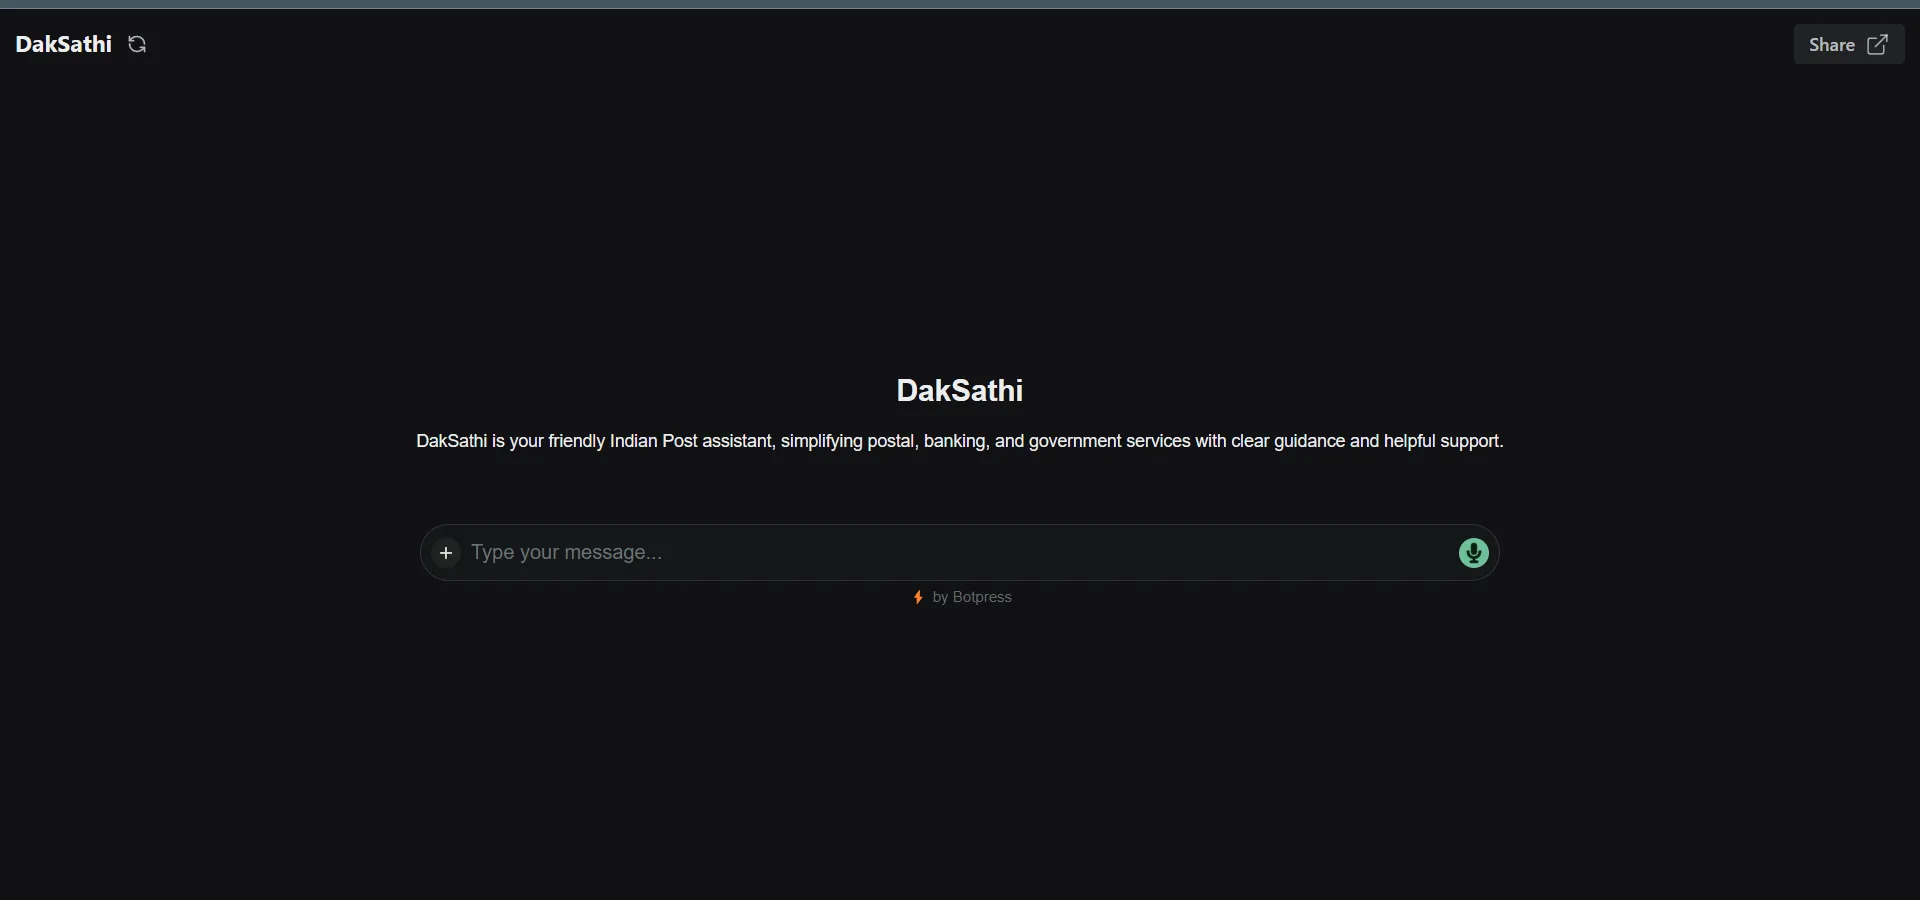 DakSathi
Share
DakSathi
DakSathi is your friendly Indian Post assistant, simplifying postal, banking, and government services with clear guidance and helpful support.
Type your message...
by Botpress